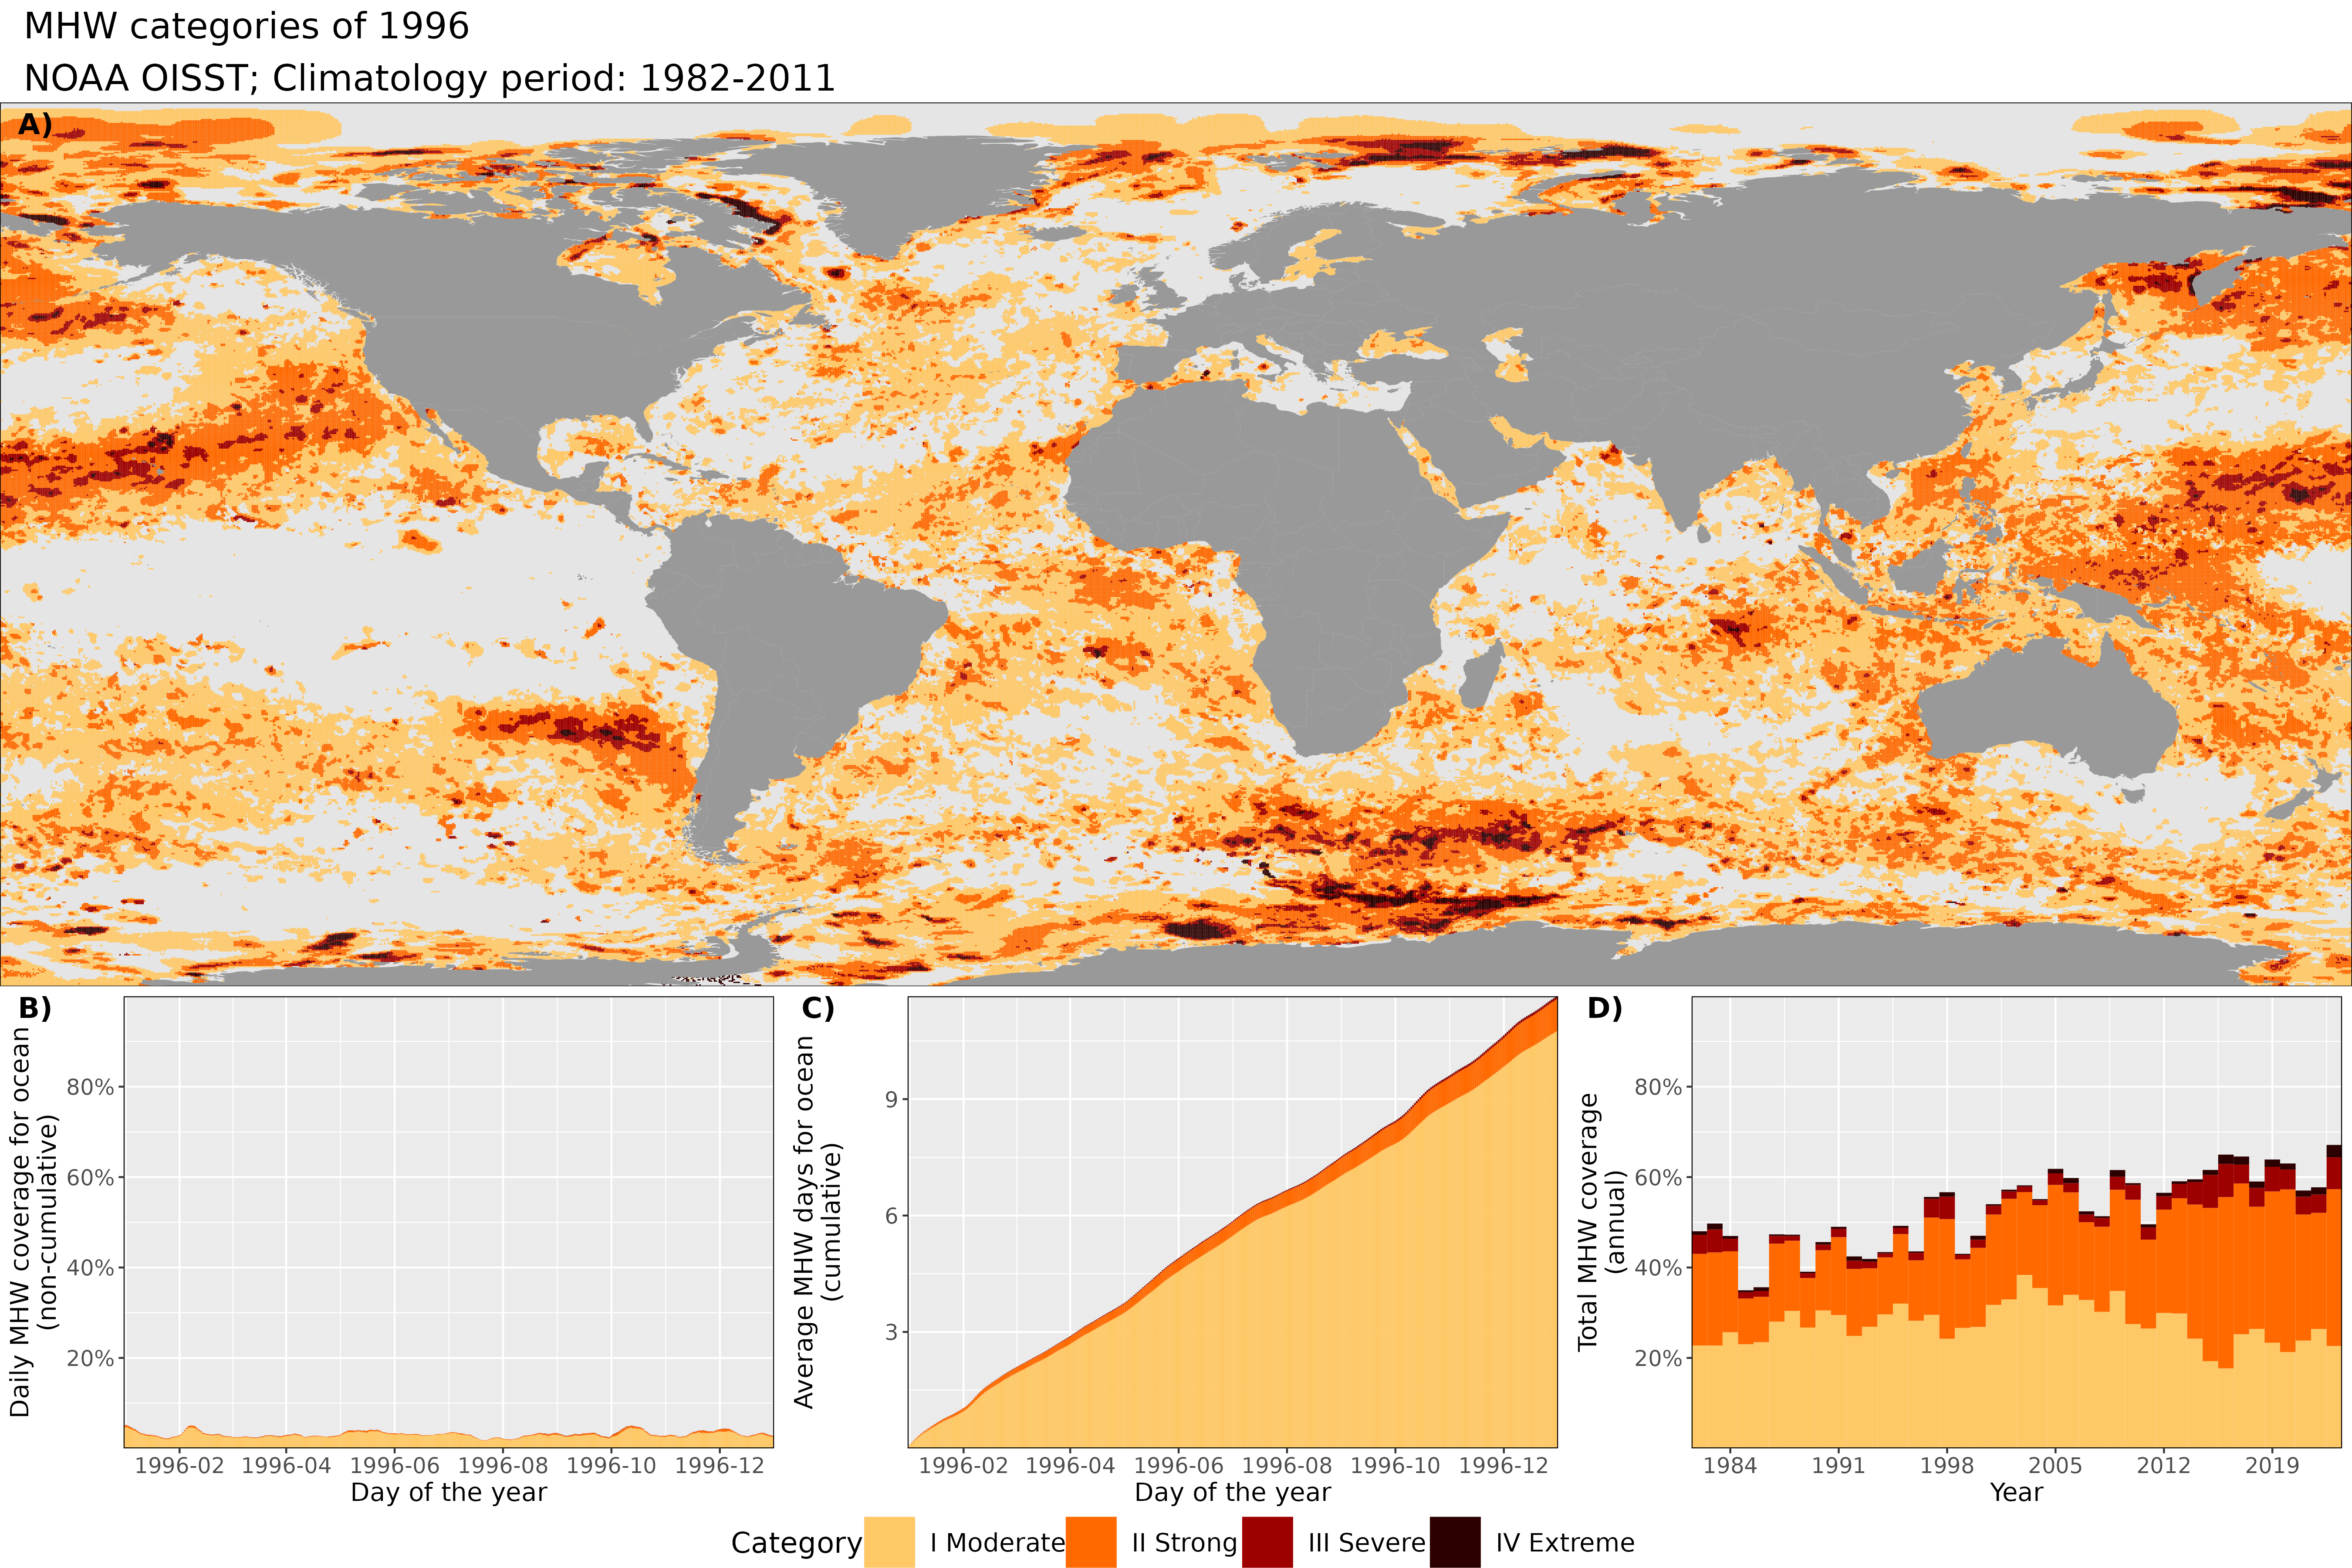 MHW categories of 1996
NOAA OISST; Climatology period: 1982-2011
A)
B)
Daily MHW coverage for ocean
(non-cumulative)
80%
60%
40%
20%
1996-02 1996-04 1996-06 1996-08 1996-10 1996-12
Day of the year
C)
Average MHW days for ocean
(cumulative)
9
6
3
1996-02 1996-04 1996-06 1996-08 1996-10 1996-12
Day of the year
D)
Total MHW coverage
(annual)
80%
60%
40%
20%
1984 1991 1998 2005 2012 2019
Year
Category I Moderate II Strong III Severe IV Extreme